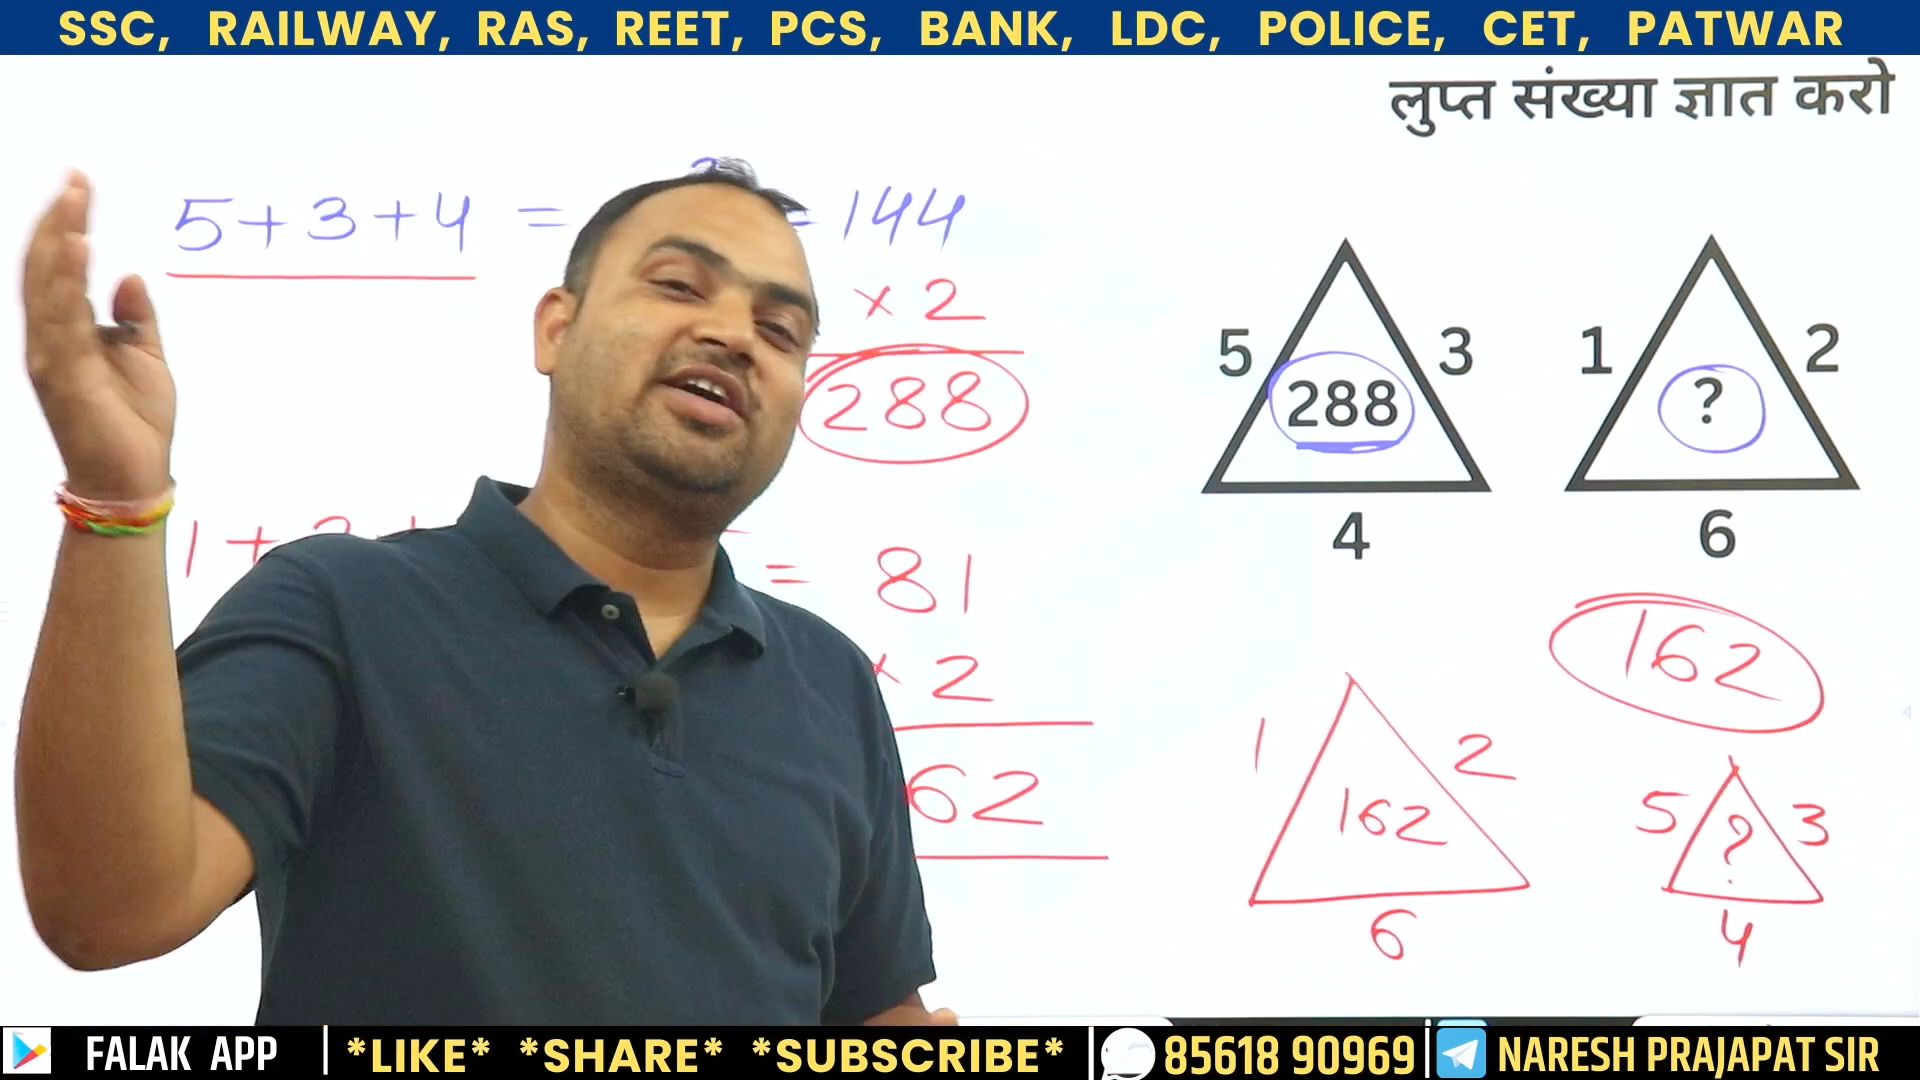 SSC, RAILWAY, RAS, REET, PCS, BANK, LDC, POLICE, CET, PATWAR
लुप्त संख्या ज्ञात करो
5+3+4 = = 144
× 2
288
1 + = 81
× 2
62
5 288 3
4
1 ? 2
6
162
1 162 2
6
5 ? 3
4
FALAK APP
*LIKE* *SHARE* *SUBSCRIBE*
85618 90969
NARESH PRAJAPAT SIR